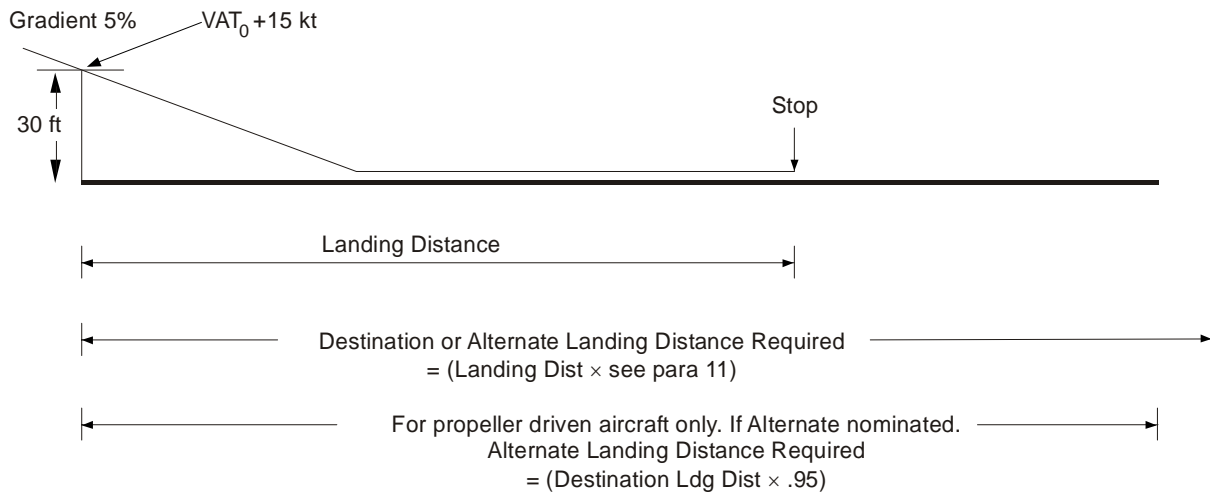 Gradient 5%
VAT0 +15 kt
30 ft
Stop
Landing Distance
Destination or Alternate Landing Distance Required
= (Landing Dist × see para 11)
For propeller driven aircraft only. If Alternate nominated.
Alternate Landing Distance Required
= (Destination Ldg Dist × .95)